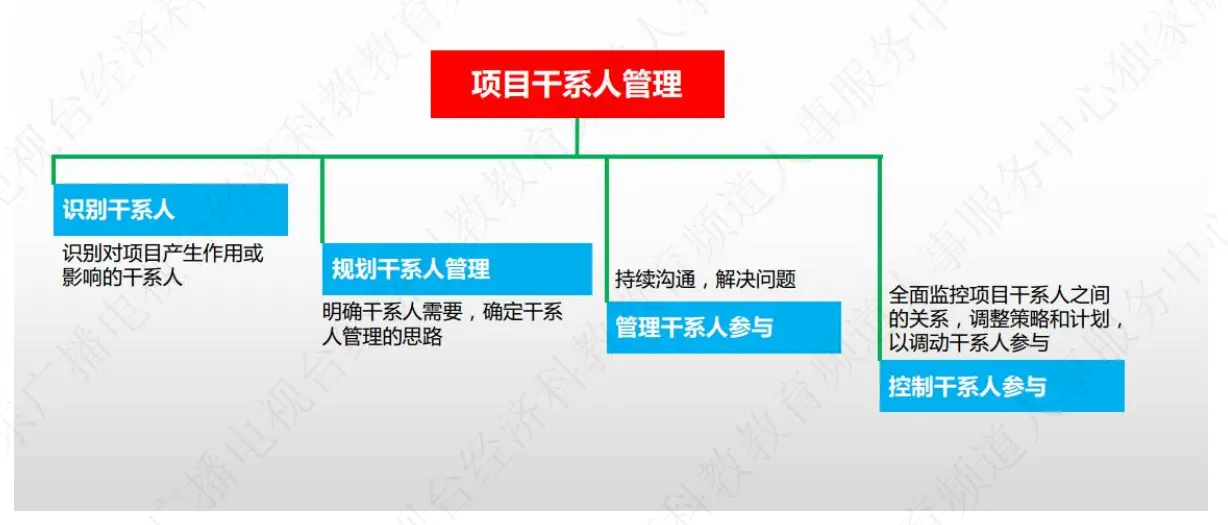 项目干系人管理
识别干系人
识别对项目产生作用或
影响的干系人
规划干系人管理
明确干系人需要，确定干系
人管理的思路
持续沟通，解决问题
管理干系人参与
全面监控项目干系人之间
的关系，调整策略和计划，
以调动干系人参与
控制干系人参与